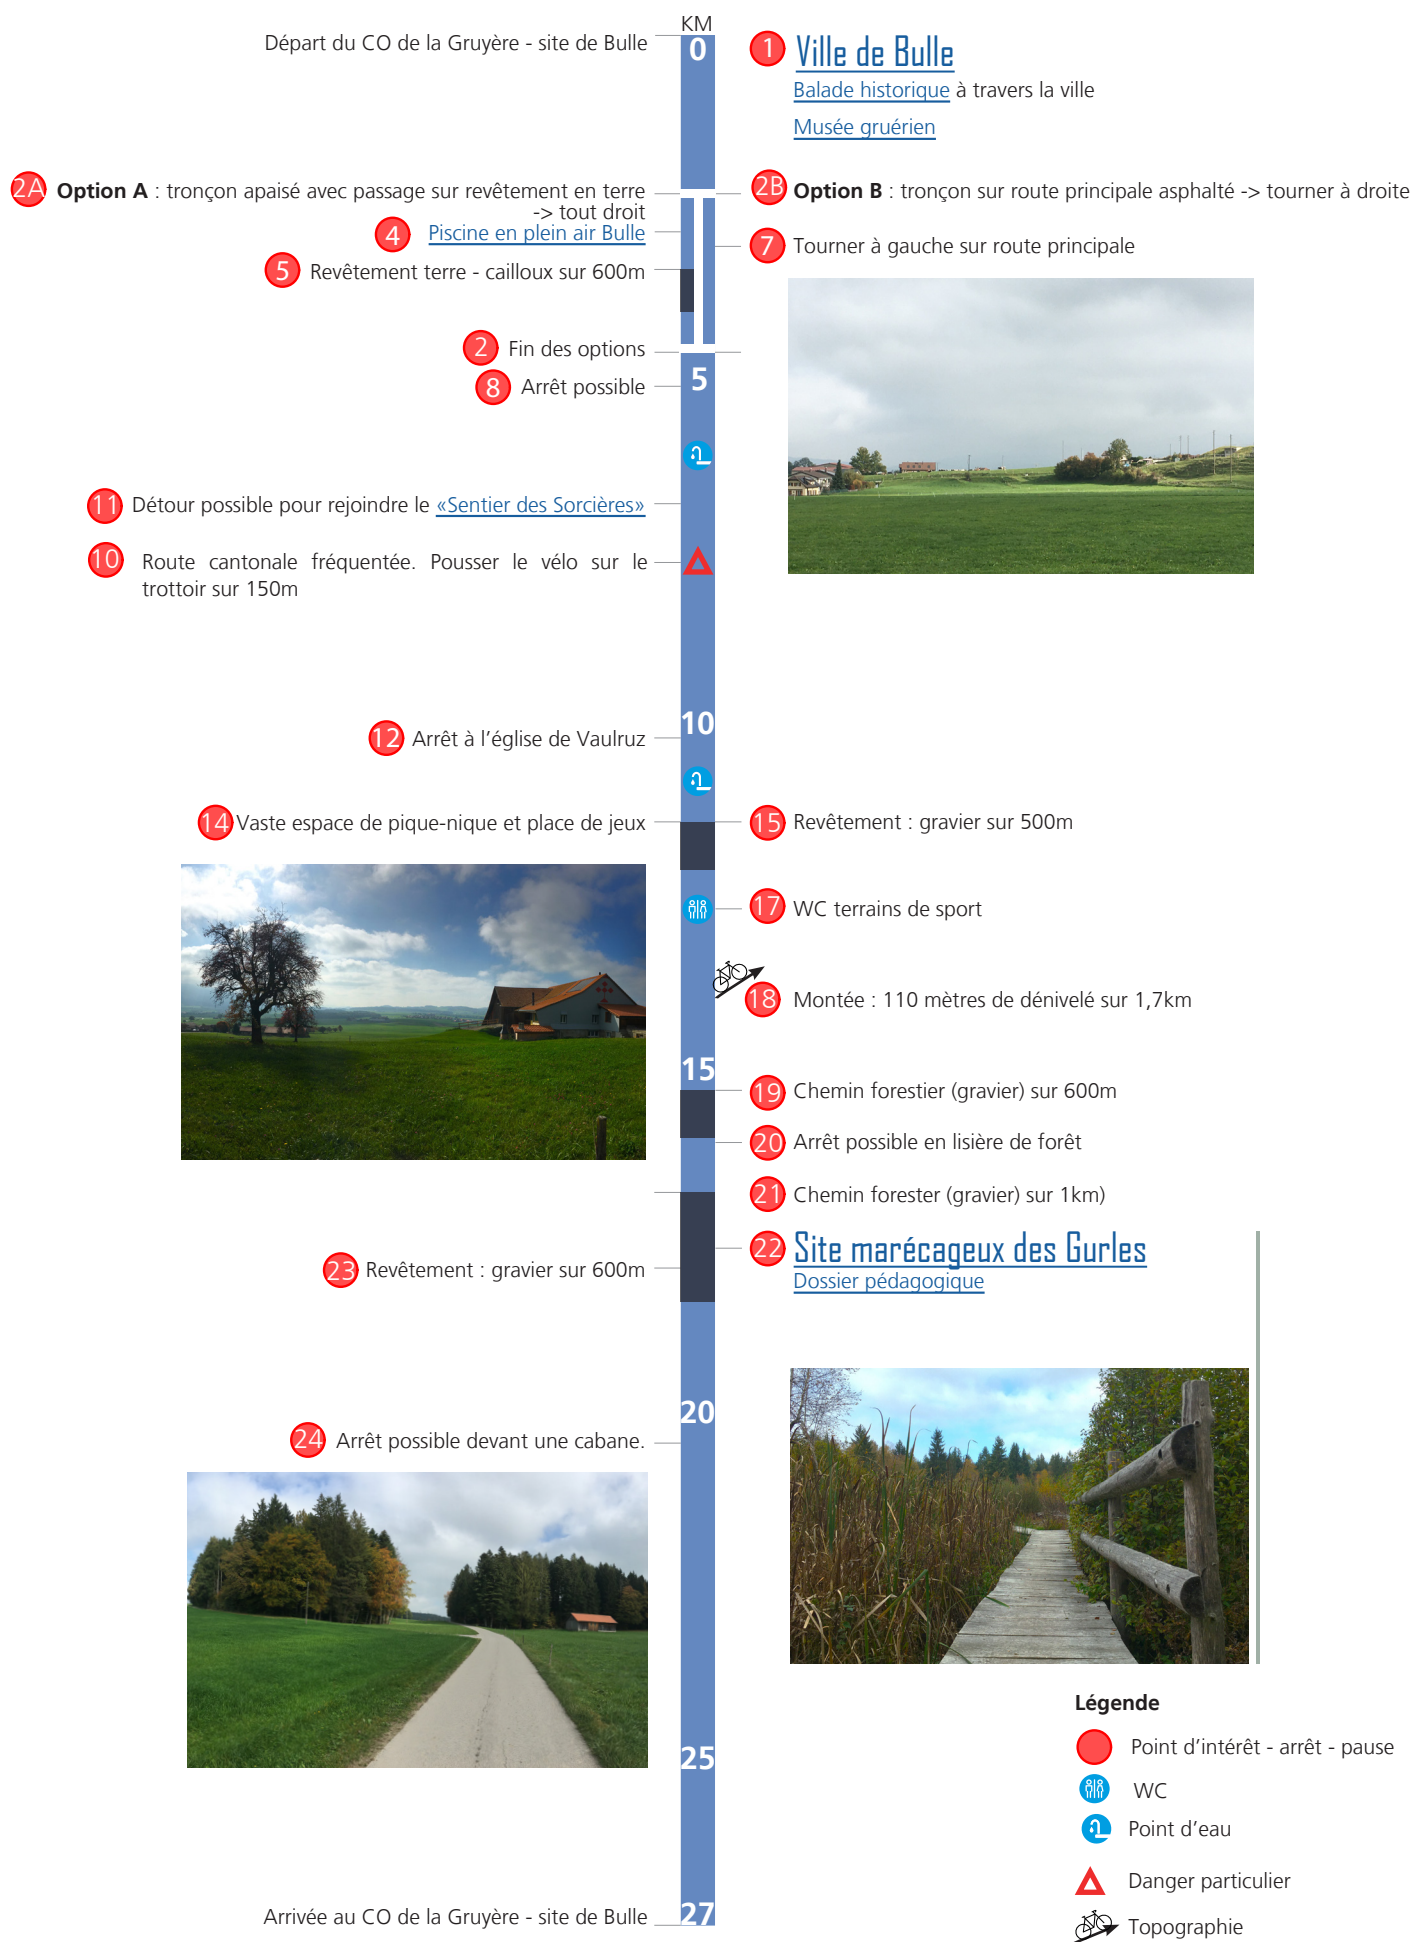 KM
Départ du CO de la Gruyère - site de Bulle
0
1 Ville de Bulle
Balade historique à travers la ville
Musée gruérien
2A Option A : tronçon apaisé avec passage sur revêtement en terre
-> tout droit
2B Option B : tronçon sur route principale asphalté -> tourner à droite
4 Piscine en plein air Bulle
7 Tourner à gauche sur route principale
5 Revêtement terre - cailloux sur 600m
2 Fin des options
5
8 Arrêt possible
11 Détour possible pour rejoindre le «Sentier des Sorcières»
10 Route cantonale fréquentée. Pousser le vélo sur le
trottoir sur 150m
10
12 Arrêt à l'église de Vaulruz
14 Vaste espace de pique-nique et place de jeux
15 Revêtement : gravier sur 500m
17 WC terrains de sport
18 Montée : 110 mètres de dénivelé sur 1,7km
15
19 Chemin forestier (gravier) sur 600m
20 Arrêt possible en lisière de forêt
21 Chemin forester (gravier) sur 1km)
22 Site marécageux des Gurles
Dossier pédagogique
23 Revêtement : gravier sur 600m
20
24 Arrêt possible devant une cabane.
25
Légende
Point d'intérêt - arrêt - pause
WC
Point d'eau
Danger particulier
Topographie
27
Arrivée au CO de la Gruyère - site de Bulle